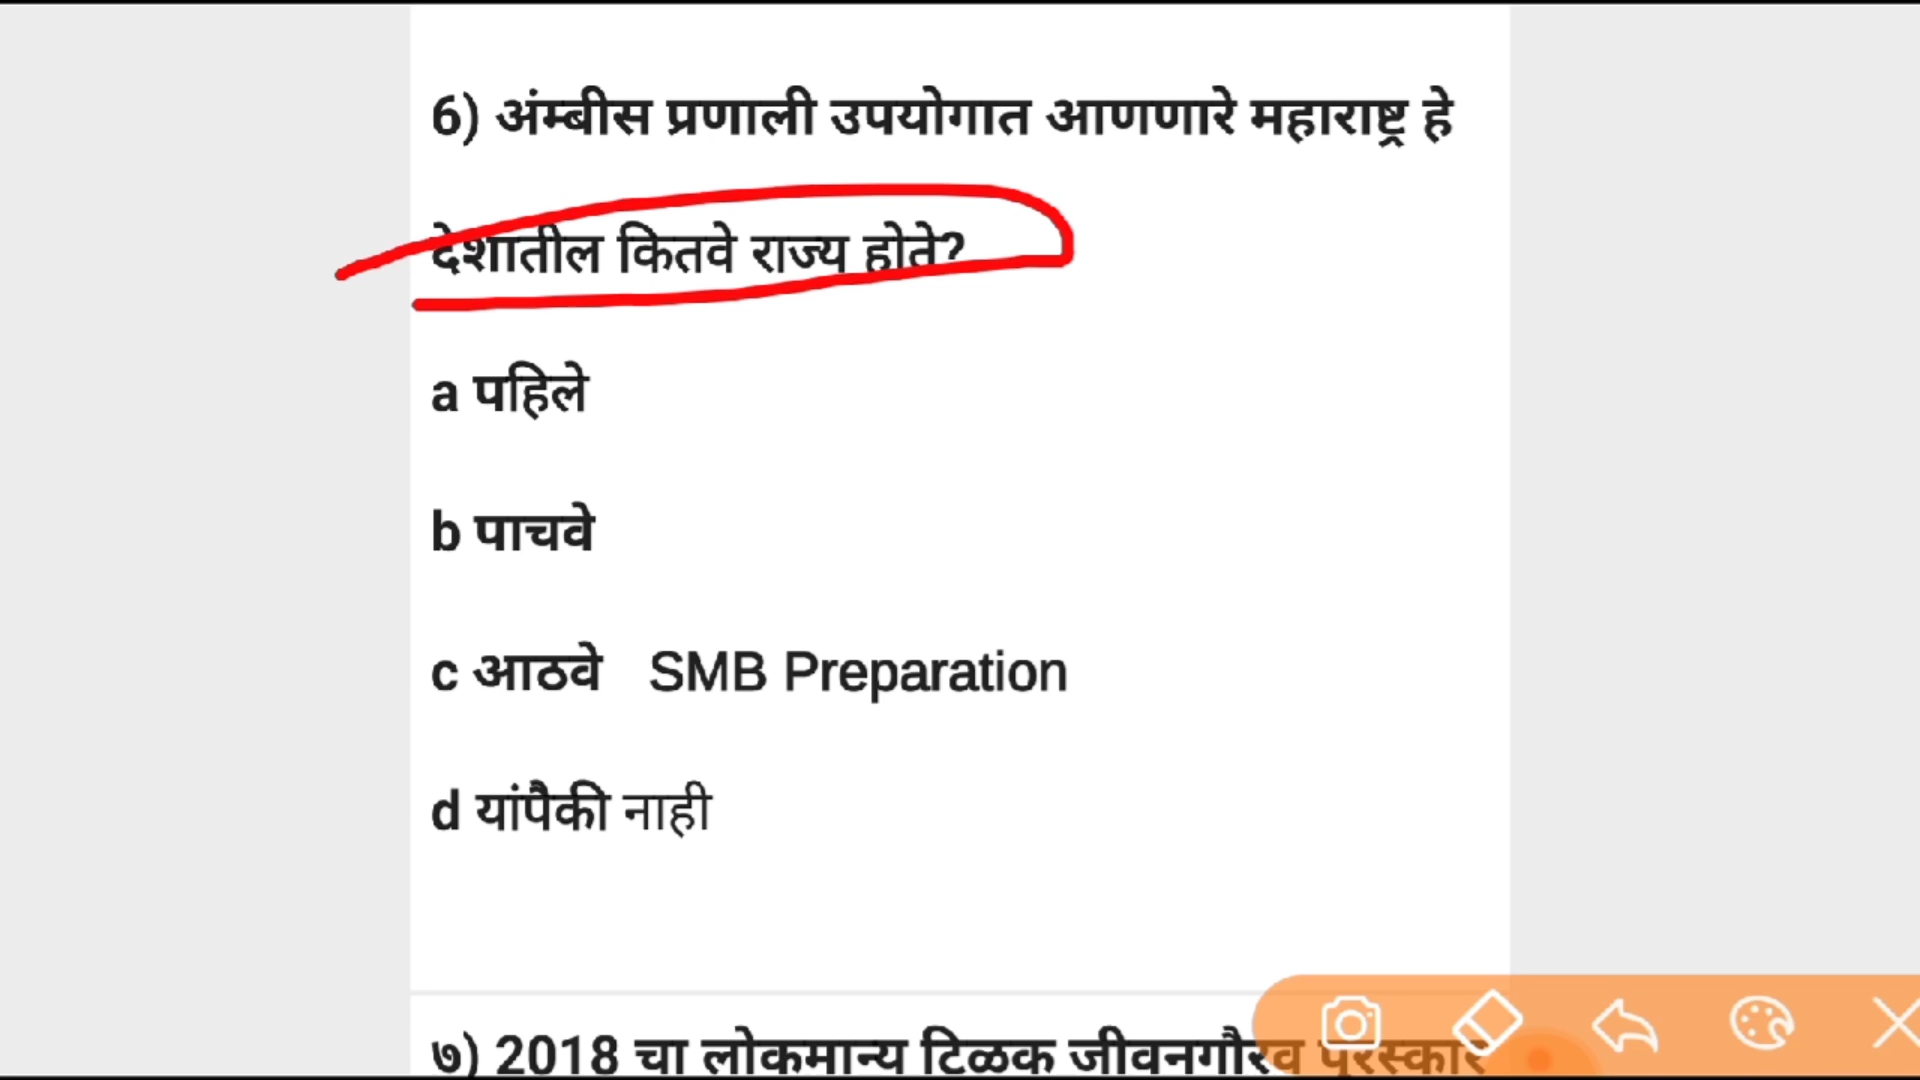 6) अंम्बीस प्रणाली उपयोगात आणणारे महाराष्ट्र हे
देशातील कितवे राज्य होते?
a पहिले
b पाचवे
c आठवे SMB Preparation
d यांपैकी नाही
७) 2018 चा लोकमान्य टिळक जीवनगौरव पुरस्कार